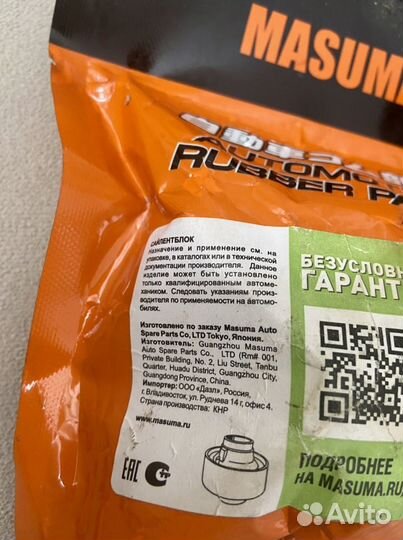 MASUMA
AUTOMO
RUBBER PA
САЙЛЕНТБЛОК
Назначение и применение см. на
упаковке, в каталогах или в технической
документации производителя. Данное
изделие может быть установлено
только квалифицированным автоме-
хаником. Следовать указаниям произ-
водителя по применяемости на автомо-
билях.
Изготовлено по заказу Masuma Auto
Spare Parts Co, LTD Tokyo, Япония.
Изготовитель: Guangzhou Masuma
Auto Spare Parts Co., LTD (Rm# 001,
Private Building, No. 2, Liu Street, Tanbu
Quarter, Huadu District, Guangzhou City,
Guangdong Province, China.
Импортер: ООО «Дазл», Россия,
г. Владивосток, ул. Руднева 14 г, офис 4.
Страна производства: КНР
www.masuma.ru
EAC
БЕЗУСЛОВН
ГАРАНТ
ПОДРОБНЕЕ
НА MASUMA.RU
Avito